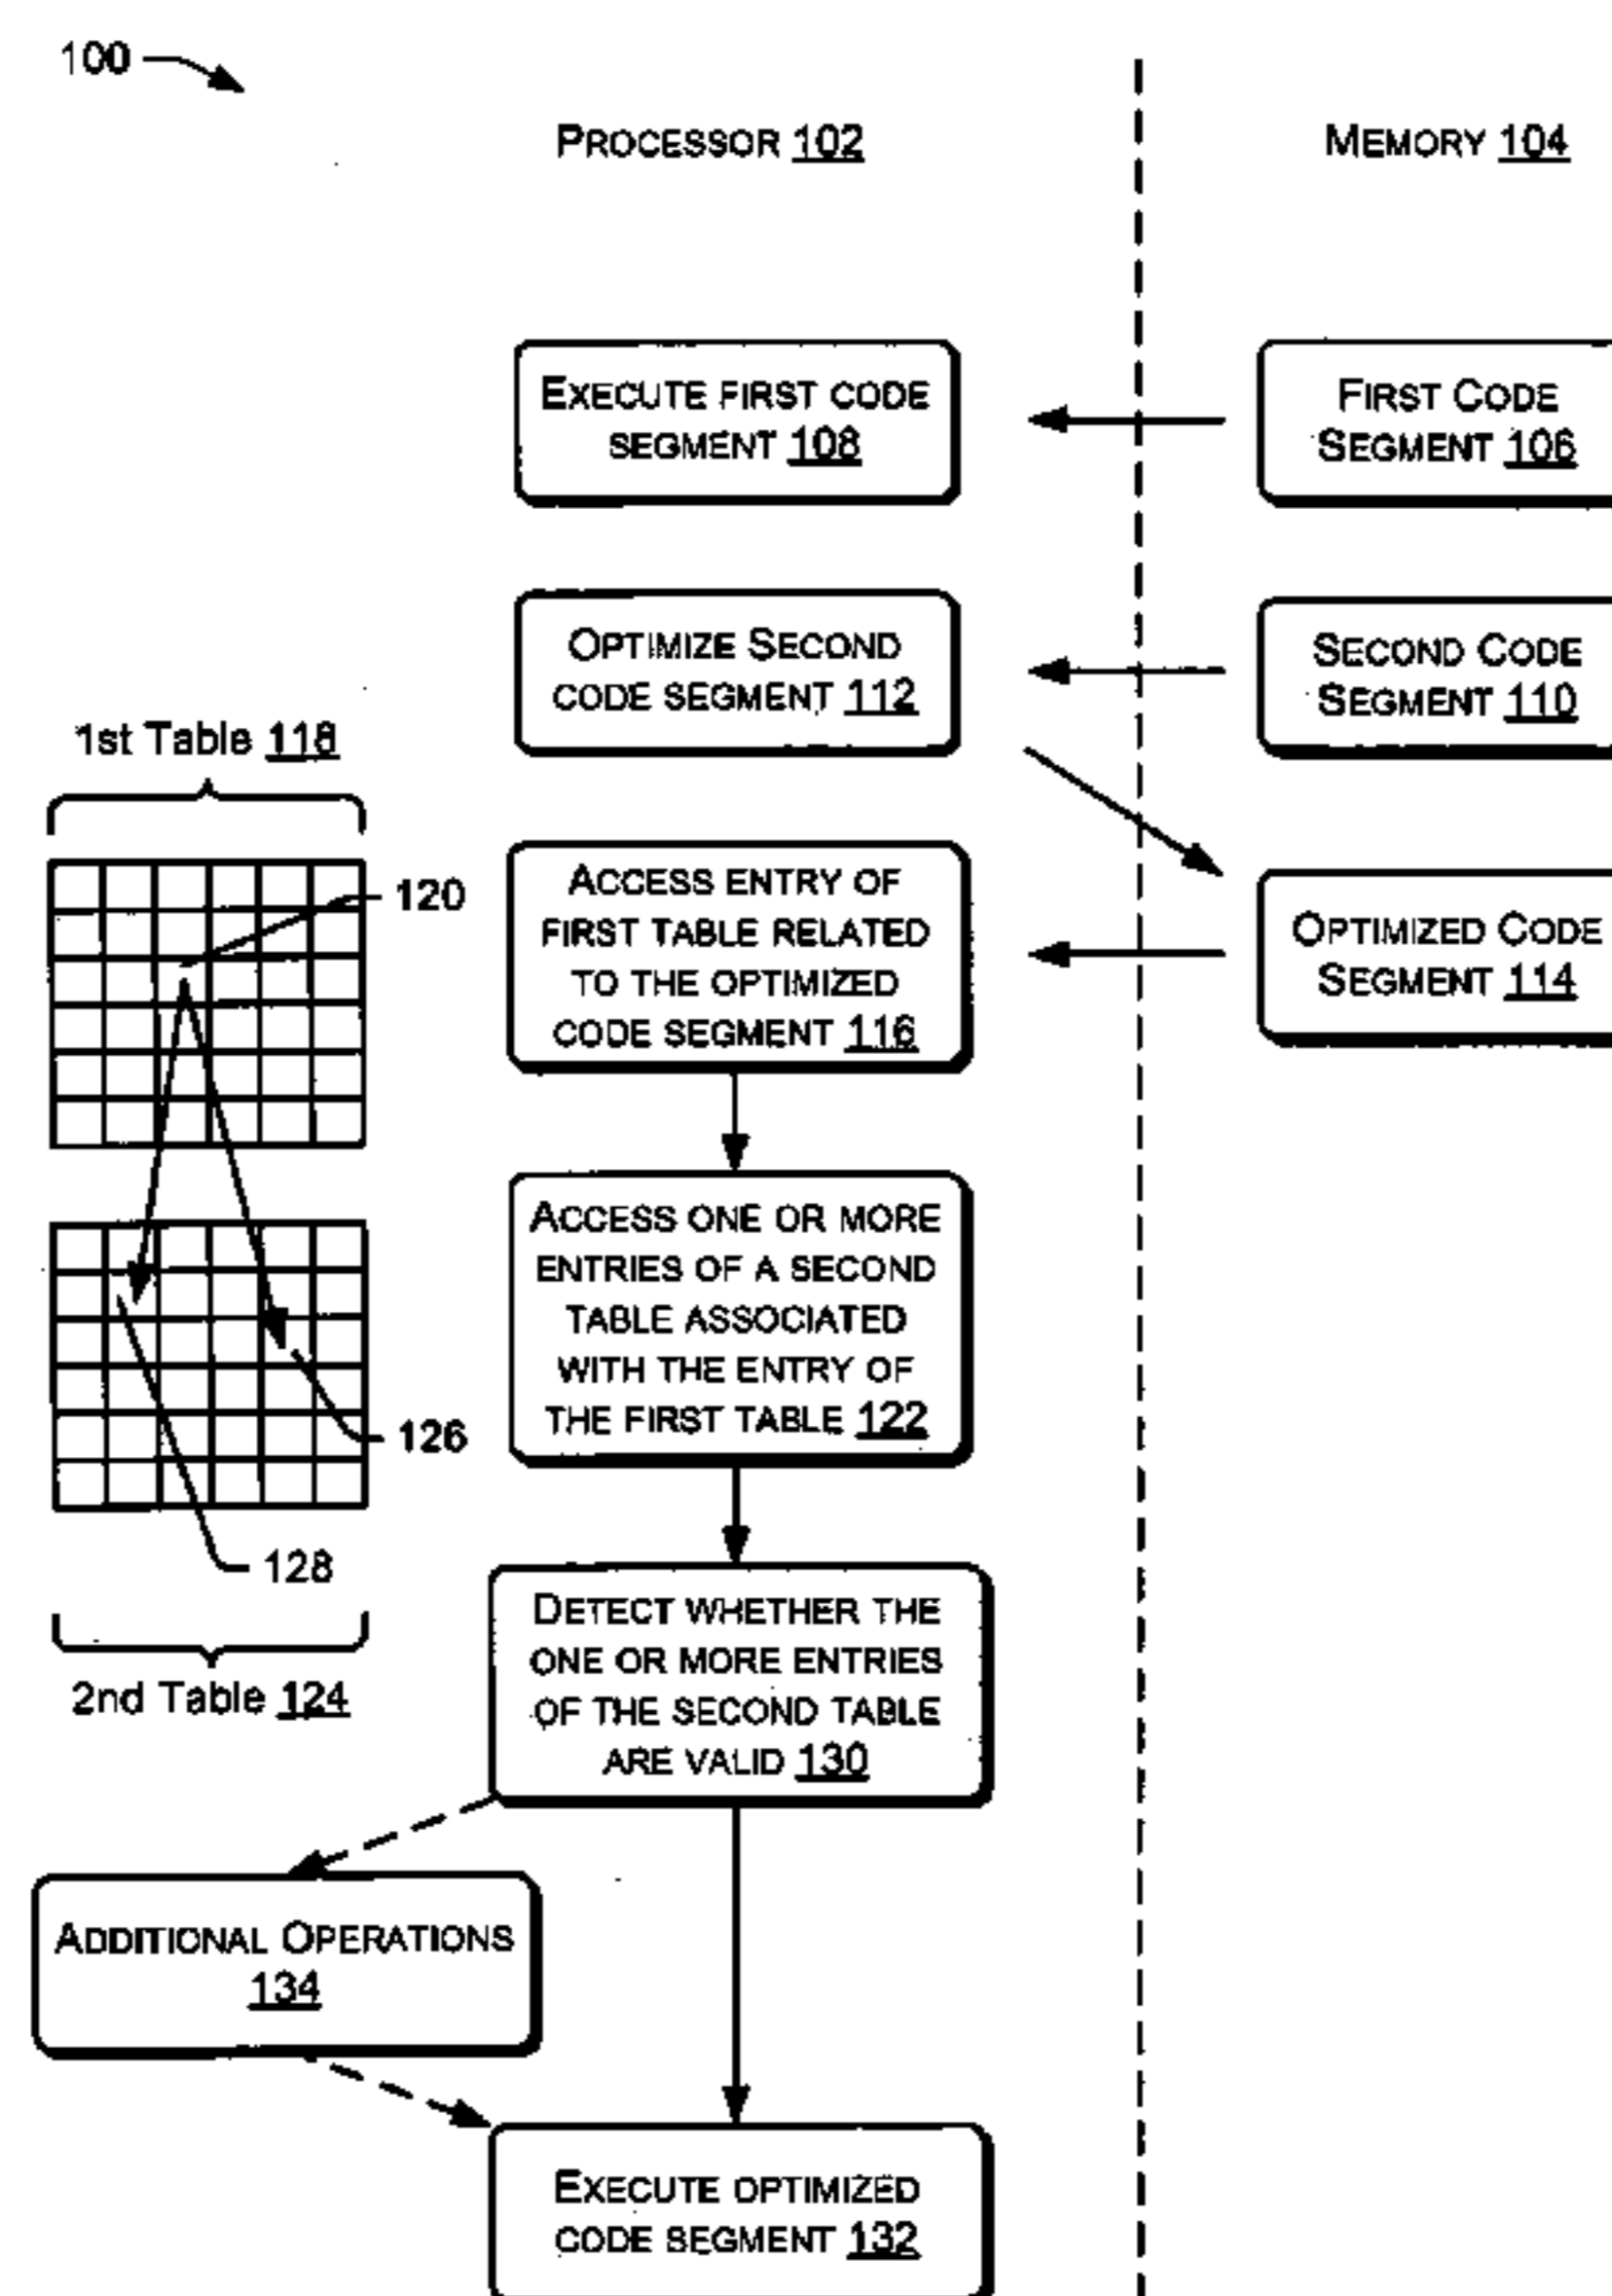 100
PROCESSOR 102
MEMORY 104
EXECUTE FIRST CODE
SEGMENT 108
FIRST CODE
SEGMENT 106
OPTIMIZE SECOND
CODE SEGMENT 112
SECOND CODE
SEGMENT 110
1st Table 118
120
ACCESS ENTRY OF
FIRST TABLE RELATED
TO THE OPTIMIZED
CODE SEGMENT 116
OPTIMIZED CODE
SEGMENT 114
ACCESS ONE OR MORE
ENTRIES OF A SECOND
TABLE ASSOCIATED
WITH THE ENTRY OF
THE FIRST TABLE 122
126
128
2nd Table 124
DETECT WHETHER THE
ONE OR MORE ENTRIES
OF THE SECOND TABLE
ARE VALID 130
ADDITIONAL OPERATIONS
134
EXECUTE OPTIMIZED
CODE SEGMENT 132